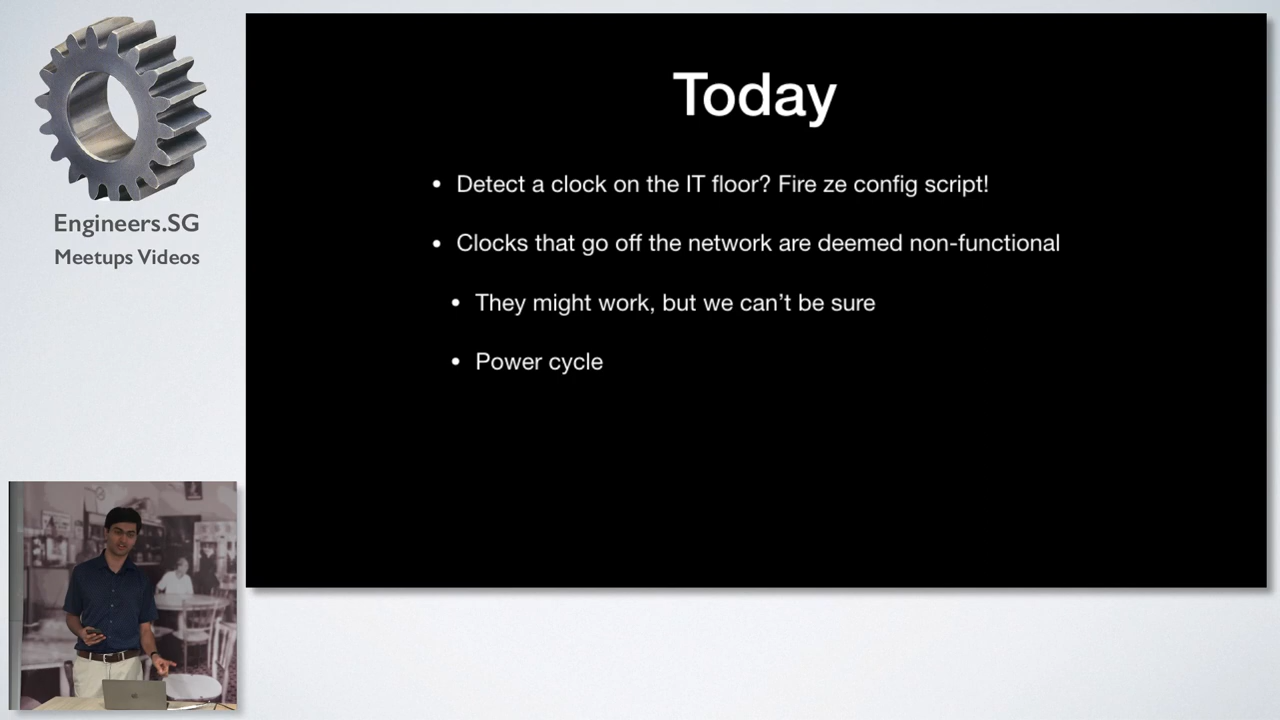 Engineers.SG
Meetups Videos
Today
• Detect a clock on the IT floor? Fire ze config script!
• Clocks that go off the network are deemed non-functional
• They might work, but we can’t be sure
• Power cycle